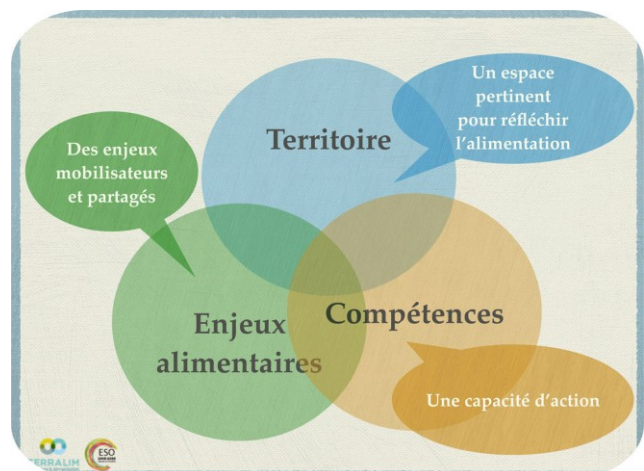 Un espace
pertinent
pour réfléchir
l’alimentation
Territoire
Des enjeux
mobilisateurs
et partagés
Enjeux
alimentaires
Compétences
Une capacité d’action
TERRALIM
ESO